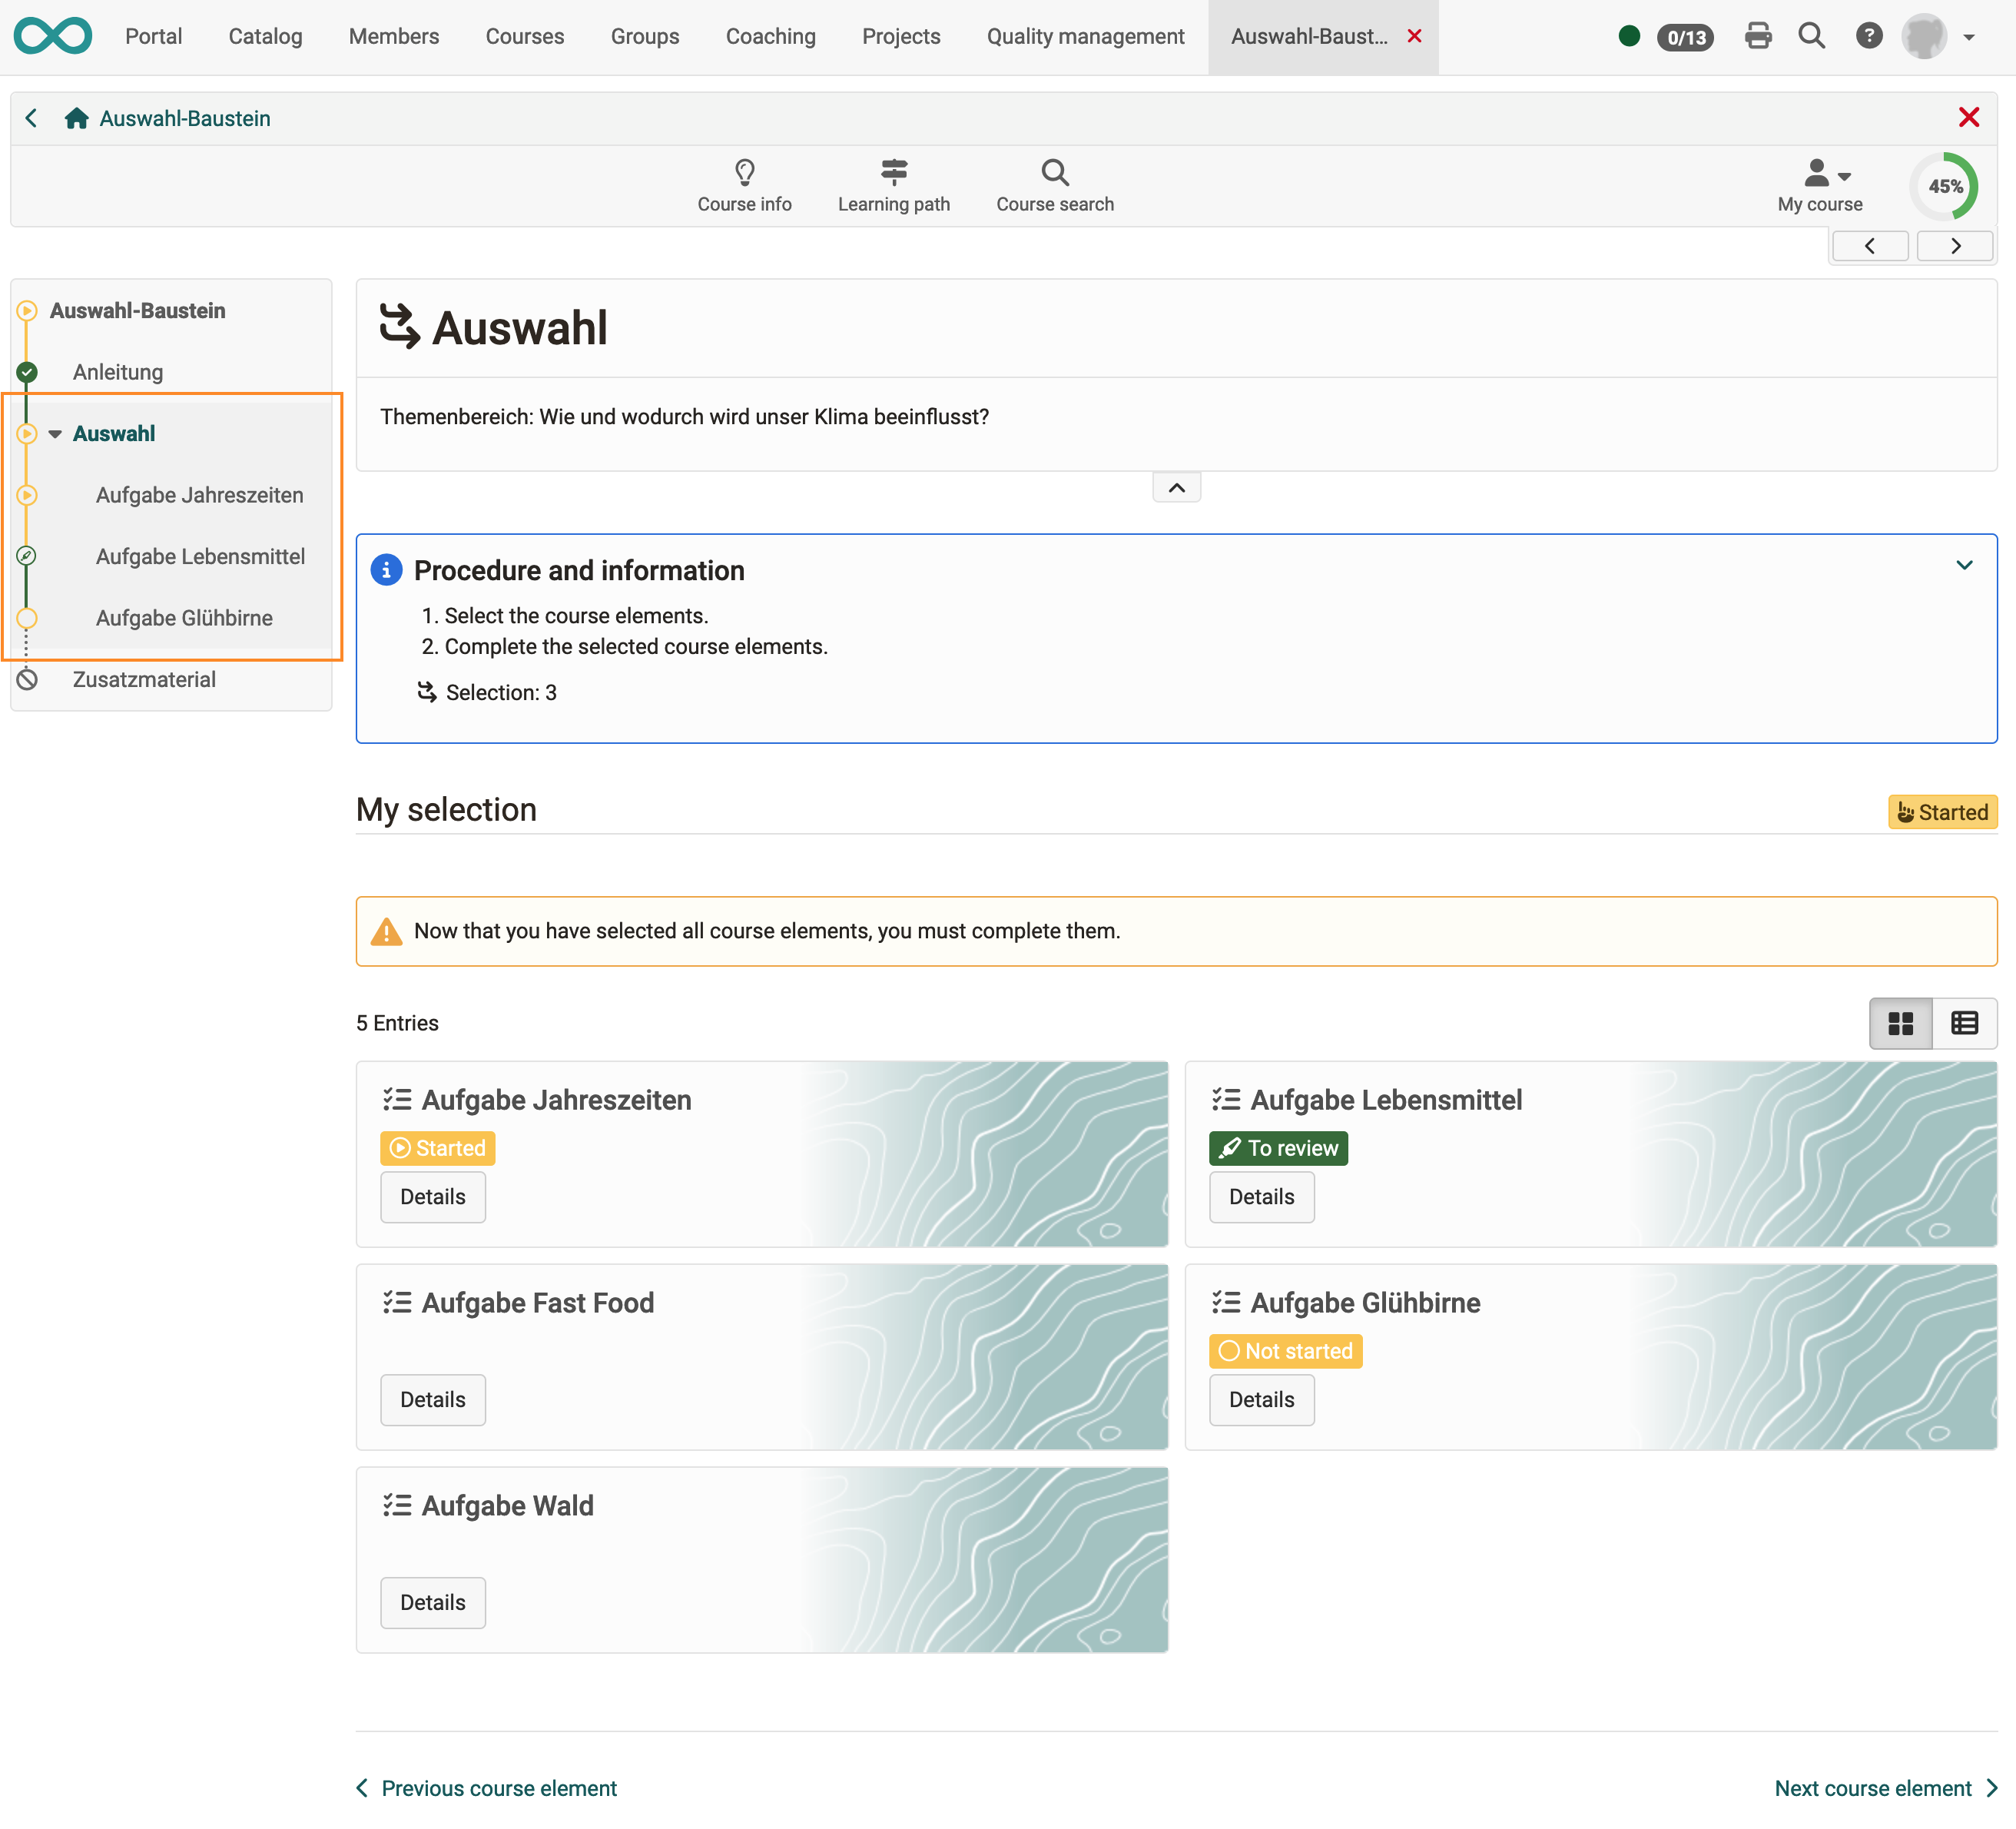 Portal Catalog Members Courses Groups Coaching Projects Quality management Auswahl-Baust... 0/13
Auswahl-Baustein
Course info Learning path Course search My course 45%
Auswahl-Baustein
Anleitung
Auswahl
Aufgabe Jahreszeiten
Aufgabe Lebensmittel
Aufgabe Glühbirne
Zusatzmaterial
Auswahl
Themenbereich: Wie und wodurch wird unser Klima beeinflusst?
Procedure and information
1. Select the course elements.
2. Complete the selected course elements.
Selection: 3
My selection
Started
Now that you have selected all course elements, you must complete them.
5 Entries
Aufgabe Jahreszeiten
Started
Details
Aufgabe Lebensmittel
To review
Details
Aufgabe Fast Food
Details
Aufgabe Glühbirne
Not started
Details
Aufgabe Wald
Details
Previous course element
Next course element